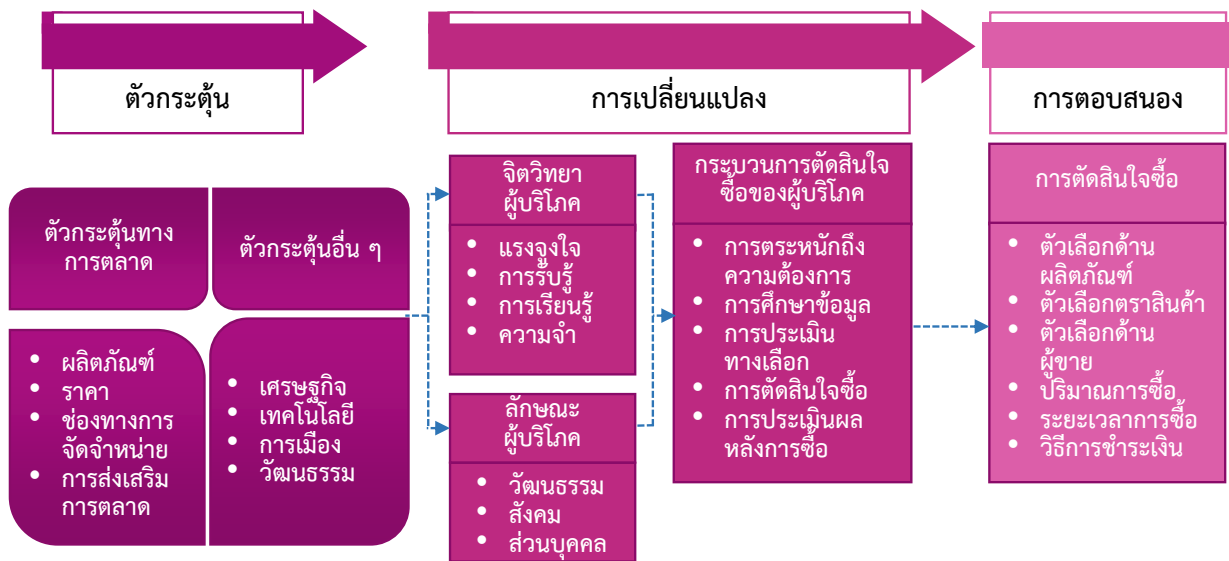 ตัวกระตุ้น
การเปลี่ยนแปลง
การตอบสนอง
ตัวกระตุ้นทาง
การตลาด
ตัวกระตุ้นอื่น ๆ
• ผลิตภัณฑ์
• ราคา
• ช่องทางการ
จัดจำหน่าย
• การส่งเสริม
การตลาด
• เศรษฐกิจ
• เทคโนโลยี
• การเมือง
• วัฒนธรรม
จิตวิทยา
ผู้บริโภค
• แรงจูงใจ
• การรับรู้
• การเรียนรู้
• ความจำ
ลักษณะ
ผู้บริโภค
• วัฒนธรรม
• สังคม
• ส่วนบุคคล
กระบวนการตัดสินใจ
ซื้อของผู้บริโภค
• การตระหนักถึง
ความต้องการ
• การศึกษาข้อมูล
• การประเมิน
ทางเลือก
• การตัดสินใจซื้อ
• การประเมินผล
หลังการซื้อ
การตัดสินใจซื้อ
• ตัวเลือกด้าน
ผลิตภัณฑ์
• ตัวเลือกตราสินค้า
• ตัวเลือกด้าน
ผู้ขาย
• ปริมาณการซื้อ
• ระยะเวลาการซื้อ
• วิธีการชำระเงิน